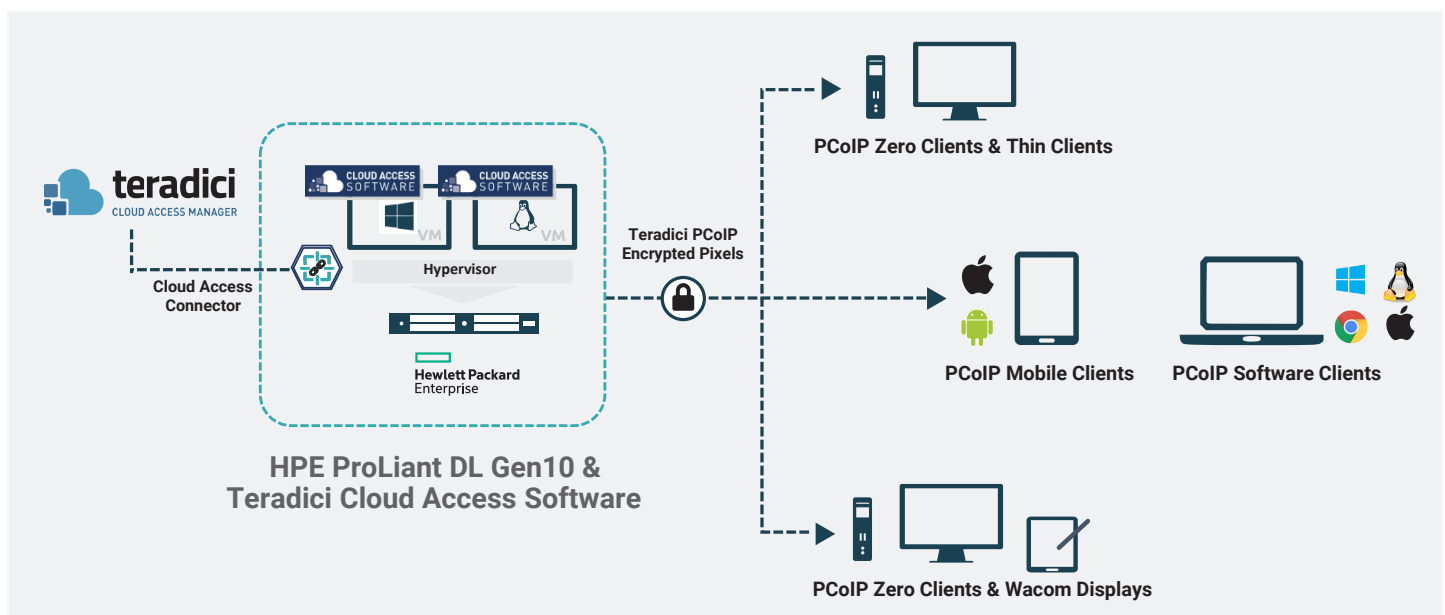 teradici
CLOUD ACCESS MANAGER
Cloud Access
Connector
CLOUD ACCESS
SOFTWARE
CLOUD ACCESS
SOFTWARE
VM
VM
Hypervisor
Hewlett Packard
Enterprise
HPE ProLiant DL Gen10 &
Teradici Cloud Access Software
Teradici PCoIP
Encrypted Pixels
PCoIP Zero Clients & Thin Clients
PCoIP Mobile Clients
PCoIP Software Clients
PCoIP Zero Clients & Wacom Displays